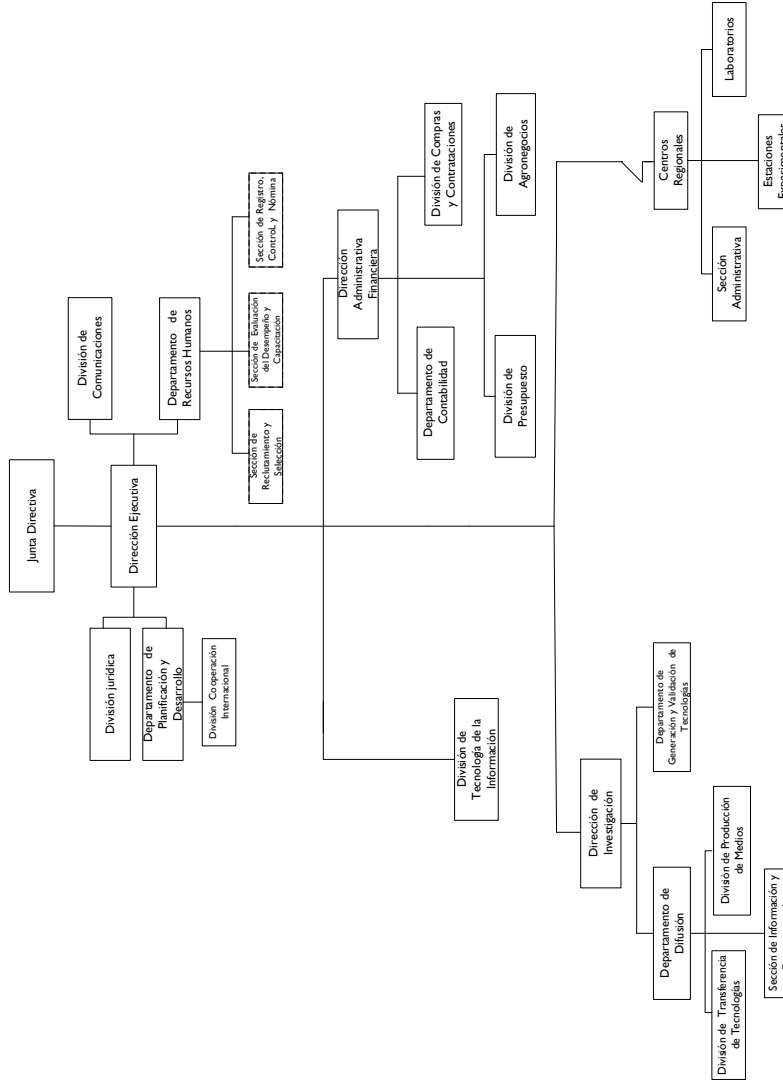 Junta Directiva
Dirección Ejecutiva
División jurídica
Departamento de
Planificación y
Desarrollo
División Cooperación
Internacional
División de
Comunicaciones
Departamento de
Recursos Humanos
Sección de
Reclutamiento y
Selección
Sección de Evaluación
del Desempeño y
Capacitación
Sección de Registro,
ControL y Nómina
División de
Tecnología de la
Información
Dirección
Administrativa
Financiera
Departamento de
Contabilidad
División de Compras
y Contrataciones
División de
Presupuesto
División de
Agronegocios
Dirección de
Investigación
Departamento de
Difusión
Departamento de
Generación y Validación de
Tecnologías
División de Transferencia
de Tecnologías
División de Producción
de Medios
Sección de Información y
Centros
Regionales
Sección
Administrativa
Laboratorios
Estaciones
Experimentales